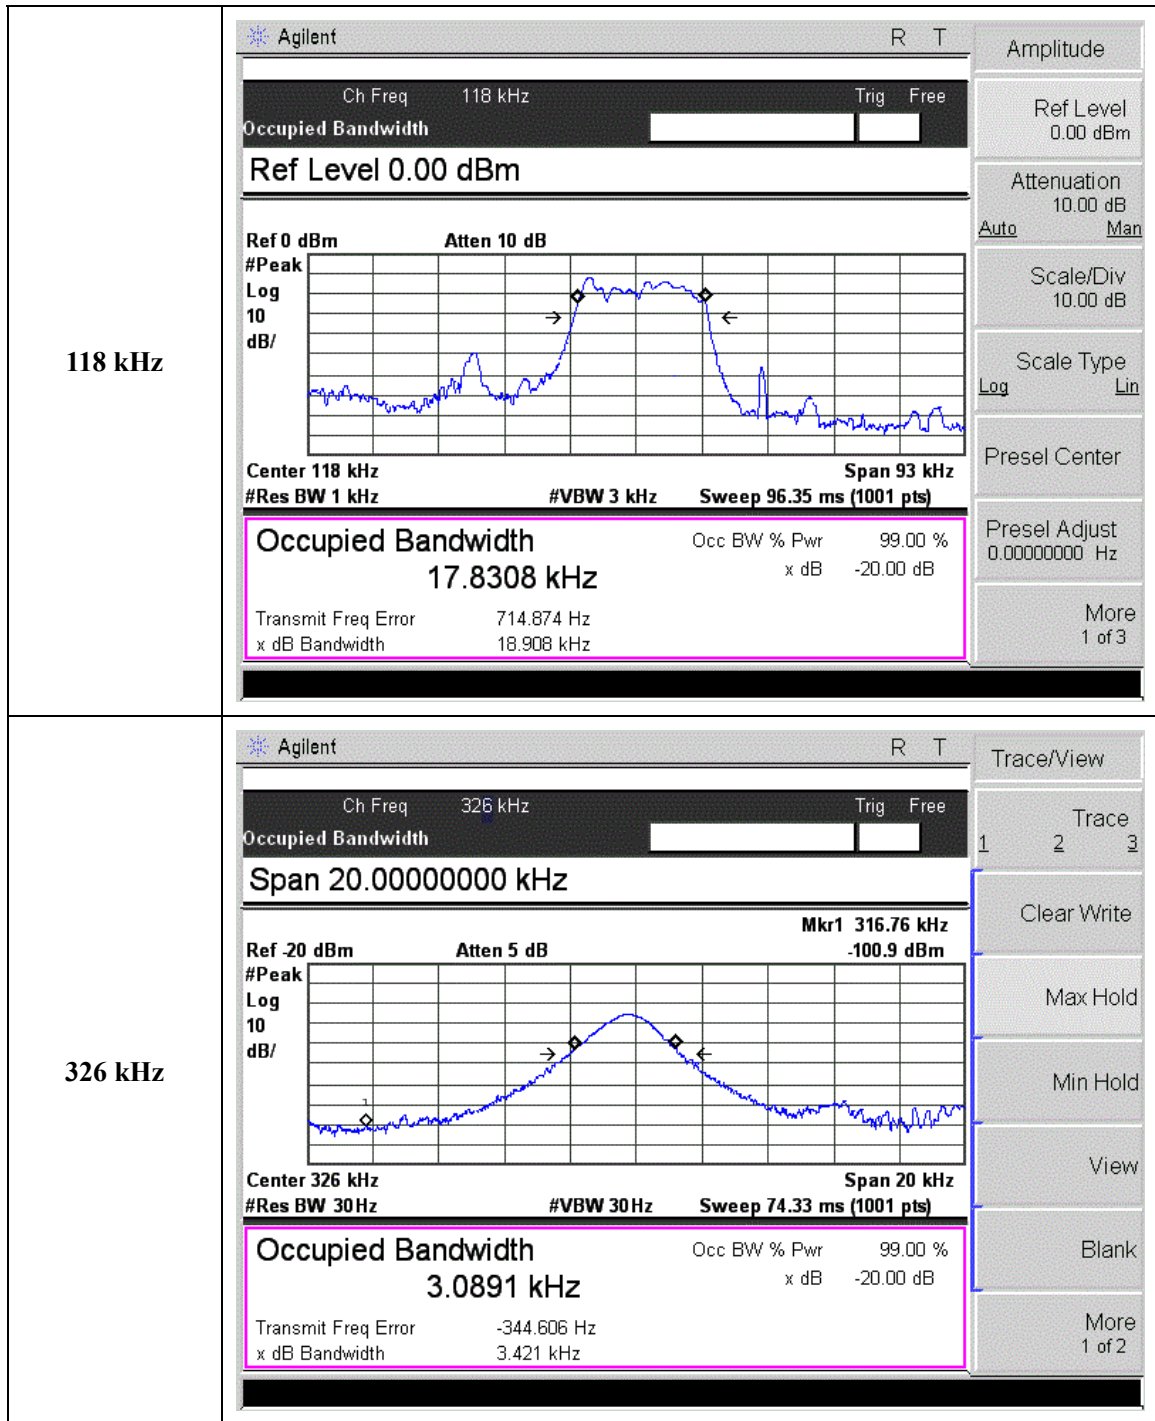 118 kHz
Agilent R T
Ch Freq 118 kHz Trig Free
Occupied Bandwidth
Ref Level 0.00 dBm
Ref 0 dBm Atten 10 dB
#Peak
Log
10
dB/
Center 118 kHz Span 93 kHz
#Res BW 1 kHz #VBW 3 kHz Sweep 96.35 ms (1001 pts)
Occupied Bandwidth
17.8308 kHz
Occ BW % Pwr 99.00 %
x dB -20.00 dB
Transmit Freq Error 714.874 Hz
x dB Bandwidth 18.908 kHz
Amplitude
Ref Level
0.00 dBm
Attenuation
10.00 dB
Auto Man
Scale/Div
10.00 dB
Scale Type
Log Lin
Presel Center
Presel Adjust
0.00000000 Hz
More
1 of 3
326 kHz
Agilent R T
Ch Freq 326 kHz Trig Free
Occupied Bandwidth
Span 20.00000000 kHz
Mkr1 316.76 kHz
Ref -20 dBm Atten 5 dB -100.9 dBm
#Peak
Log
10
dB/
1
Center 326 kHz Span 20 kHz
#Res BW 30 Hz #VBW 30 Hz Sweep 74.33 ms (1001 pts)
Occupied Bandwidth
3.0891 kHz
Occ BW % Pwr 99.00 %
x dB -20.00 dB
Transmit Freq Error -344.606 Hz
x dB Bandwidth 3.421 kHz
Trace/View
Trace
1 2 3
Clear Write
Max Hold
Min Hold
View
Blank
More
1 of 2